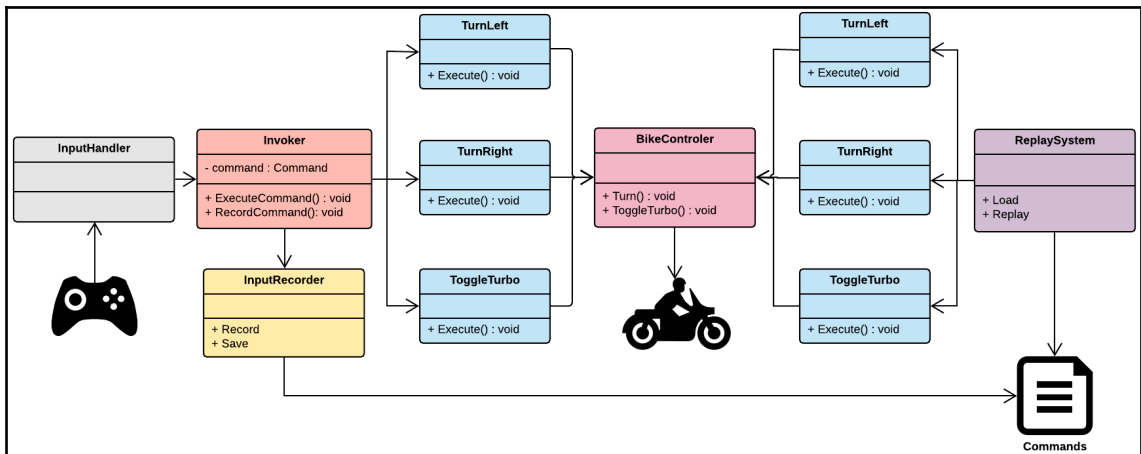 InputHandler
Invoker
- command : Command
+ ExecuteCommand() : void
+ RecordCommand(): void
InputRecorder
+ Record
+ Save
TurnLeft
+ Execute() : void
TurnRight
+ Execute() : void
ToggleTurbo
+ Execute() : void
BikeControler
+ Turn() : void
+ ToggleTurbo() : void
TurnLeft
+ Execute() : void
TurnRight
+ Execute() : void
ToggleTurbo
+ Execute() : void
ReplaySystem
+ Load
+ Replay
Commands